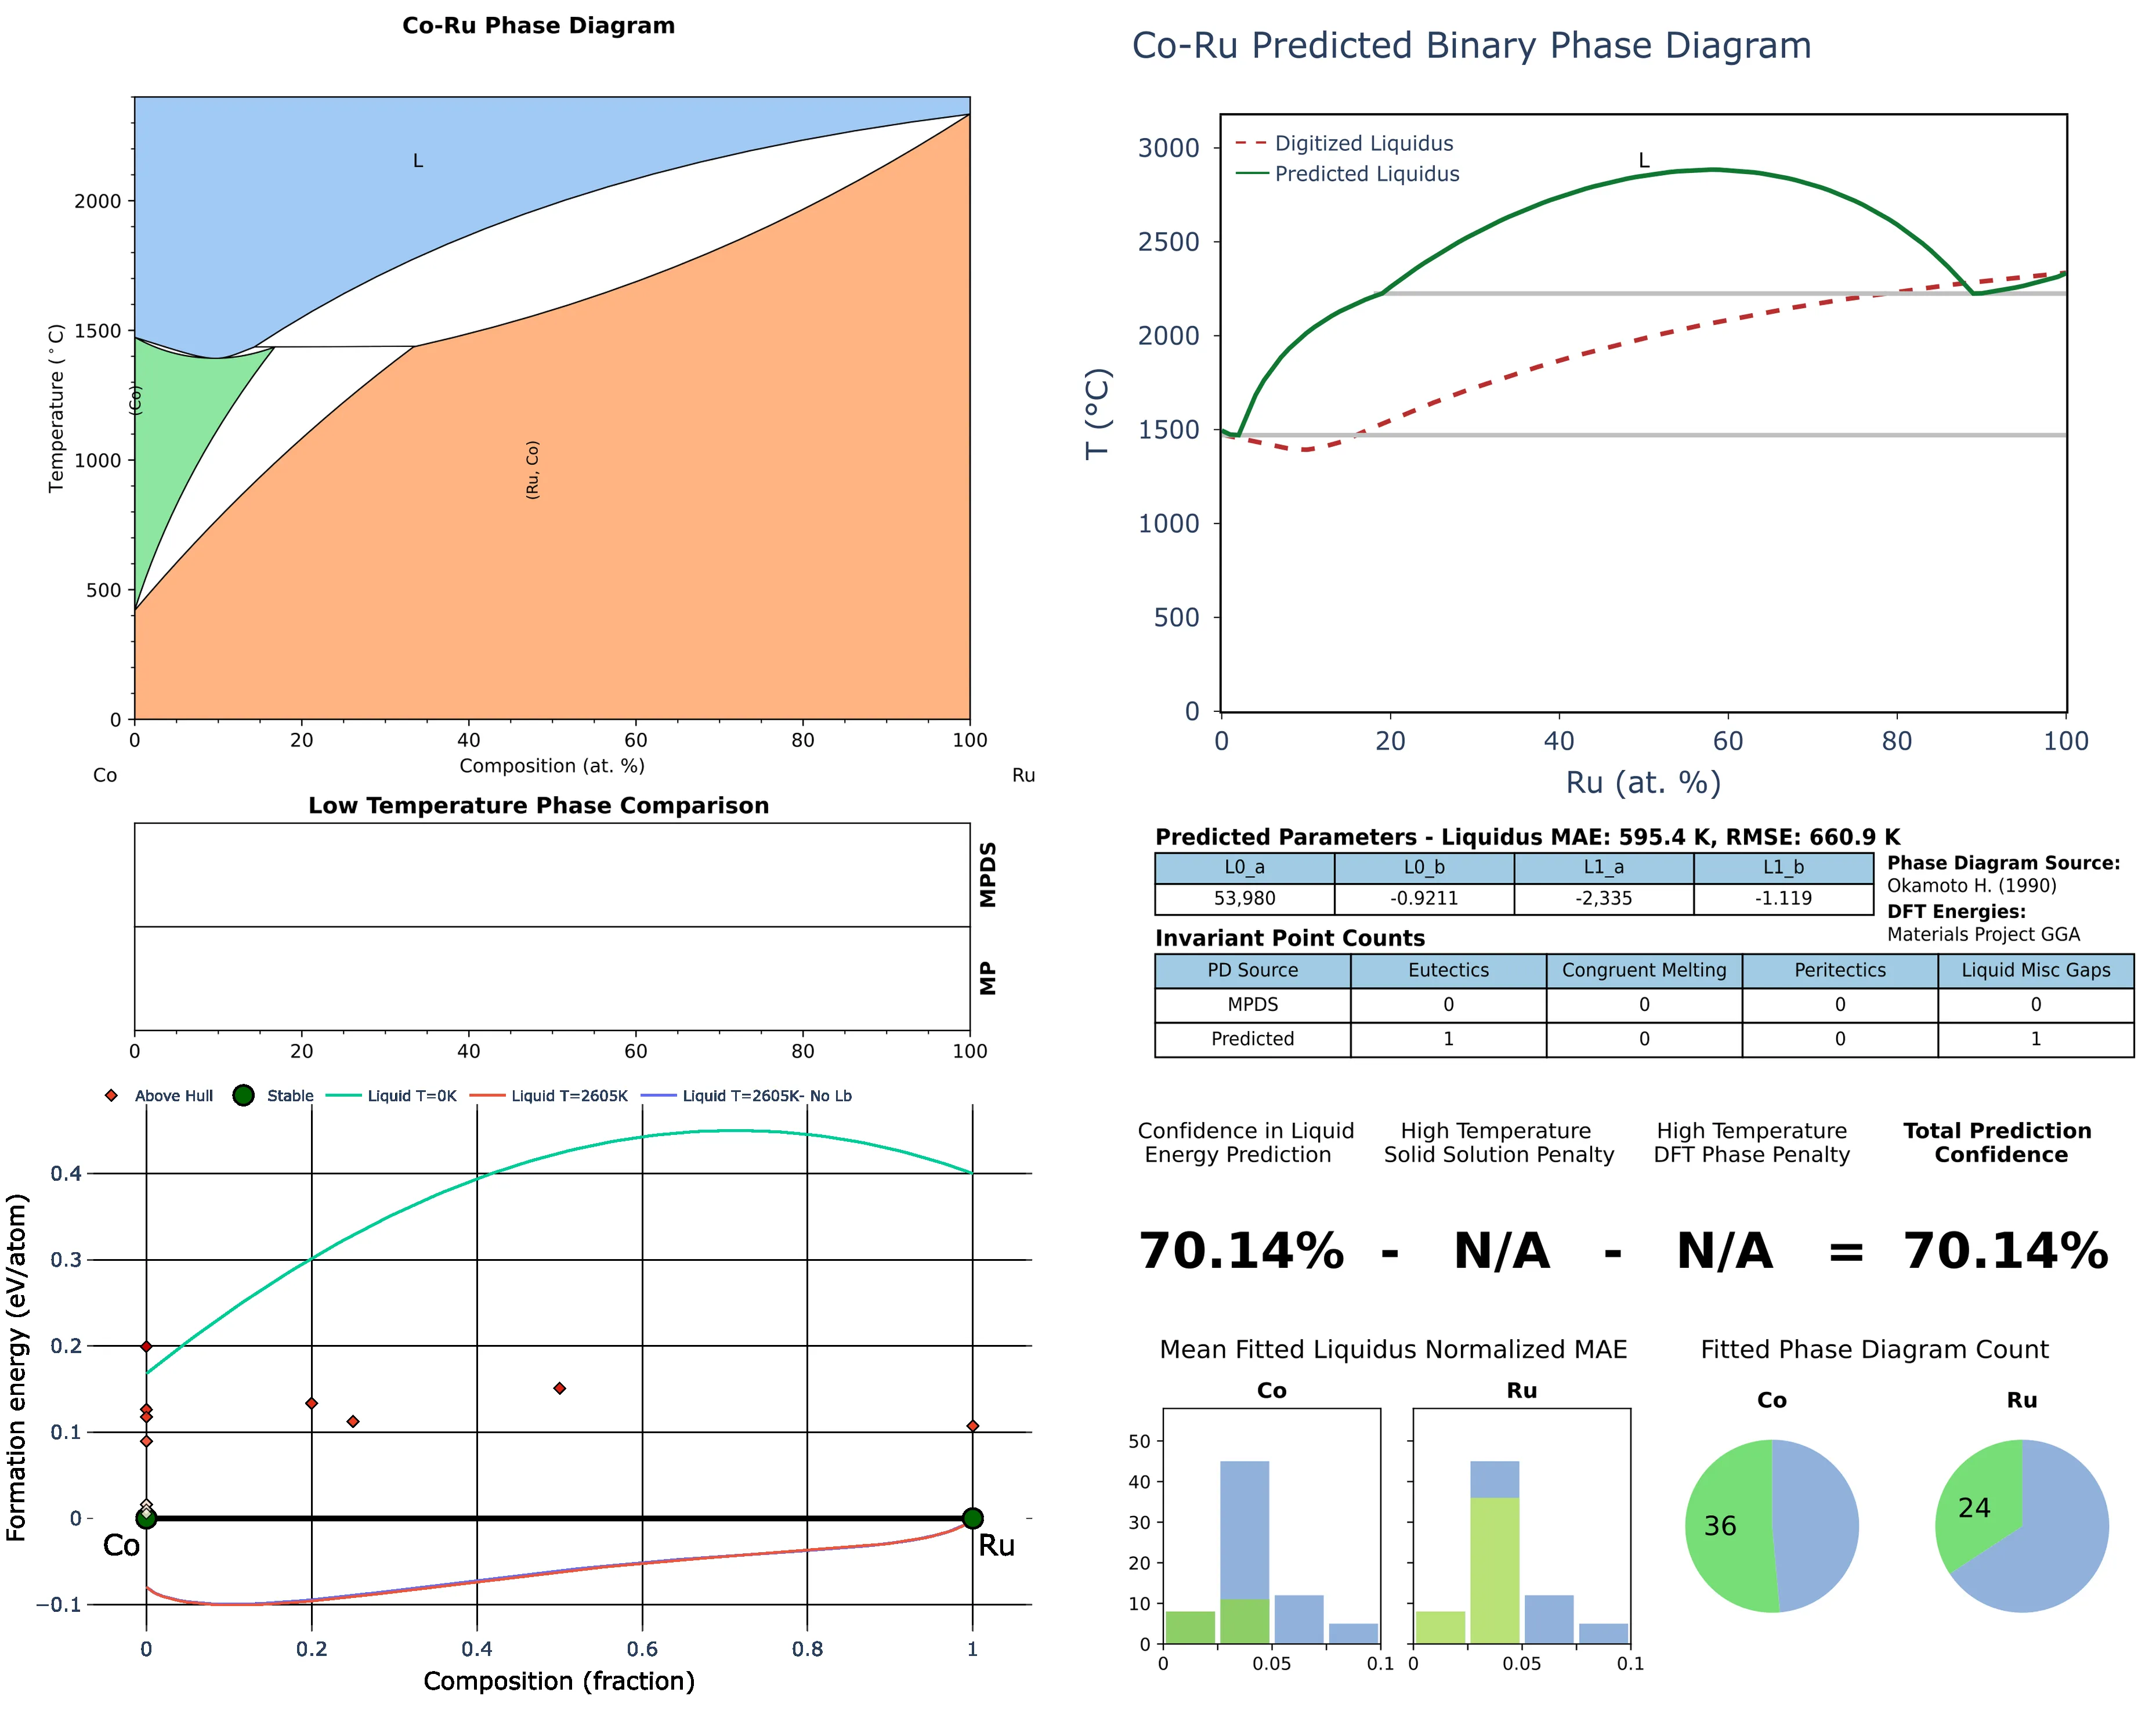 Co-Ru Phase Diagram
Temperature (°C)
2000
1500
1000
500
0
L
(Co)
(Ru, Co)
0 20 40 60 80 100
Composition (at. %)
Co Ru
Low Temperature Phase Comparison
MPDS
MP
0 20 40 60 80 100
Above Hull Stable Liquid T=0K Liquid T=2605K Liquid T=2605K- No Lb
Formation energy (eV/atom)
0.4
0.3
0.2
0.1
0
−0.1
Co Ru
0 0.2 0.4 0.6 0.8 1
Composition (fraction)
Co-Ru Predicted Binary Phase Diagram
Digitized Liquidus
Predicted Liquidus
L
T (°C)
3000
2500
2000
1500
1000
500
0
0 20 40 60 80 100
Ru (at. %)
Predicted Parameters - Liquidus MAE: 595.4 K, RMSE: 660.9 K
L0_a L0_b L1_a L1_b
53,980 -0.9211 -2,335 -1.119
Phase Diagram Source:
Okamoto H. (1990)
DFT Energies:
Materials Project GGA
Invariant Point Counts
PD Source Eutectics Congruent Melting Peritectics Liquid Misc Gaps
MPDS 0 0 0 0
Predicted 1 0 0 1
Confidence in Liquid
Energy Prediction
High Temperature
Solid Solution Penalty
High Temperature
DFT Phase Penalty
Total Prediction
Confidence
70.14% - N/A - N/A = 70.14%
Mean Fitted Liquidus Normalized MAE
Co Ru
50
40
30
20
10
0
0 0.05 0.1 0 0.05 0.1
Fitted Phase Diagram Count
Co Ru
36 24